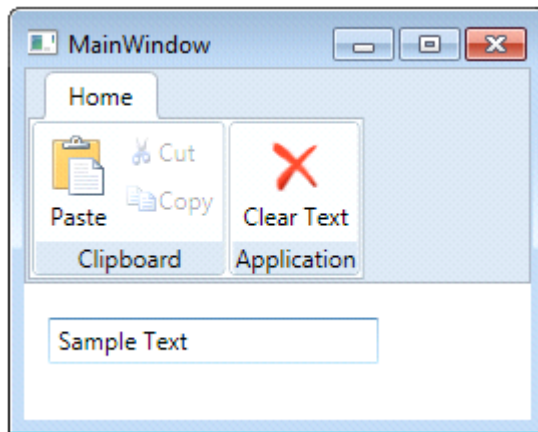 MainWindow
Home
Cut
Copy
Paste
Clear Text
Clipboard
Application
Sample Text